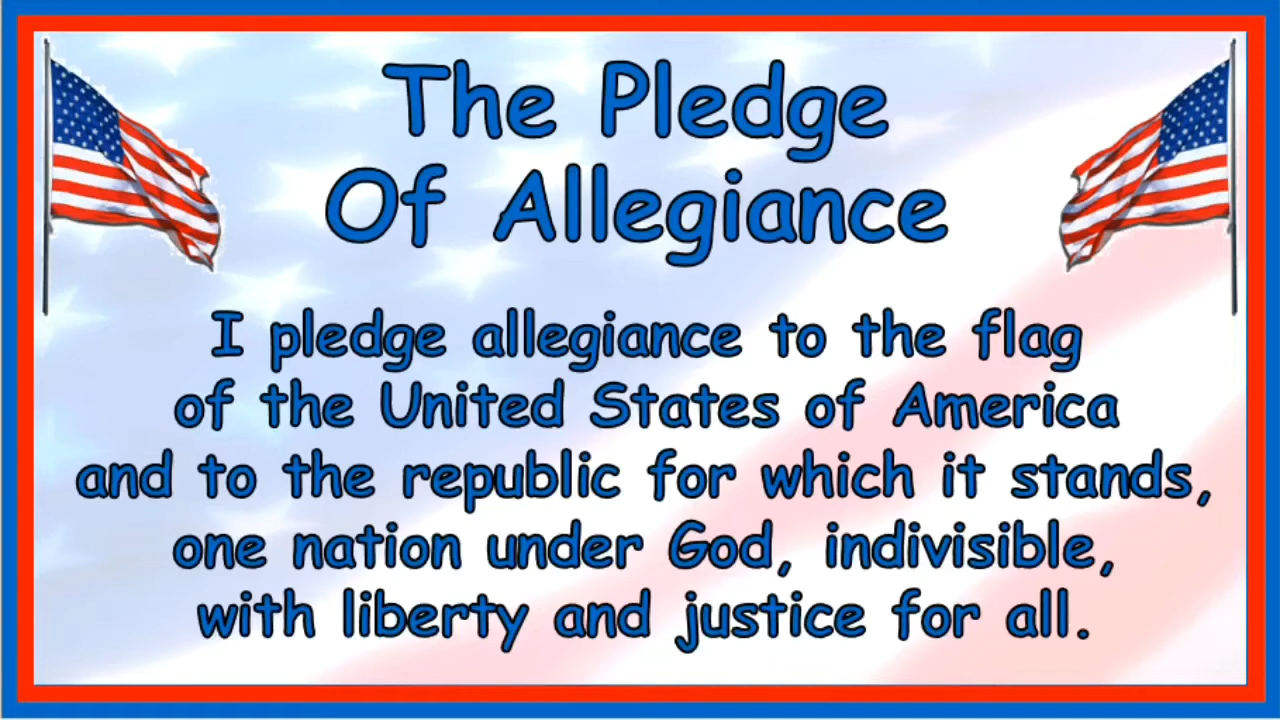 The Pledge
Of Allegiance
I pledge allegiance to the flag
of the United States of America
and to the republic for which it stands,
one nation under God, indivisible,
with liberty and justice for all.